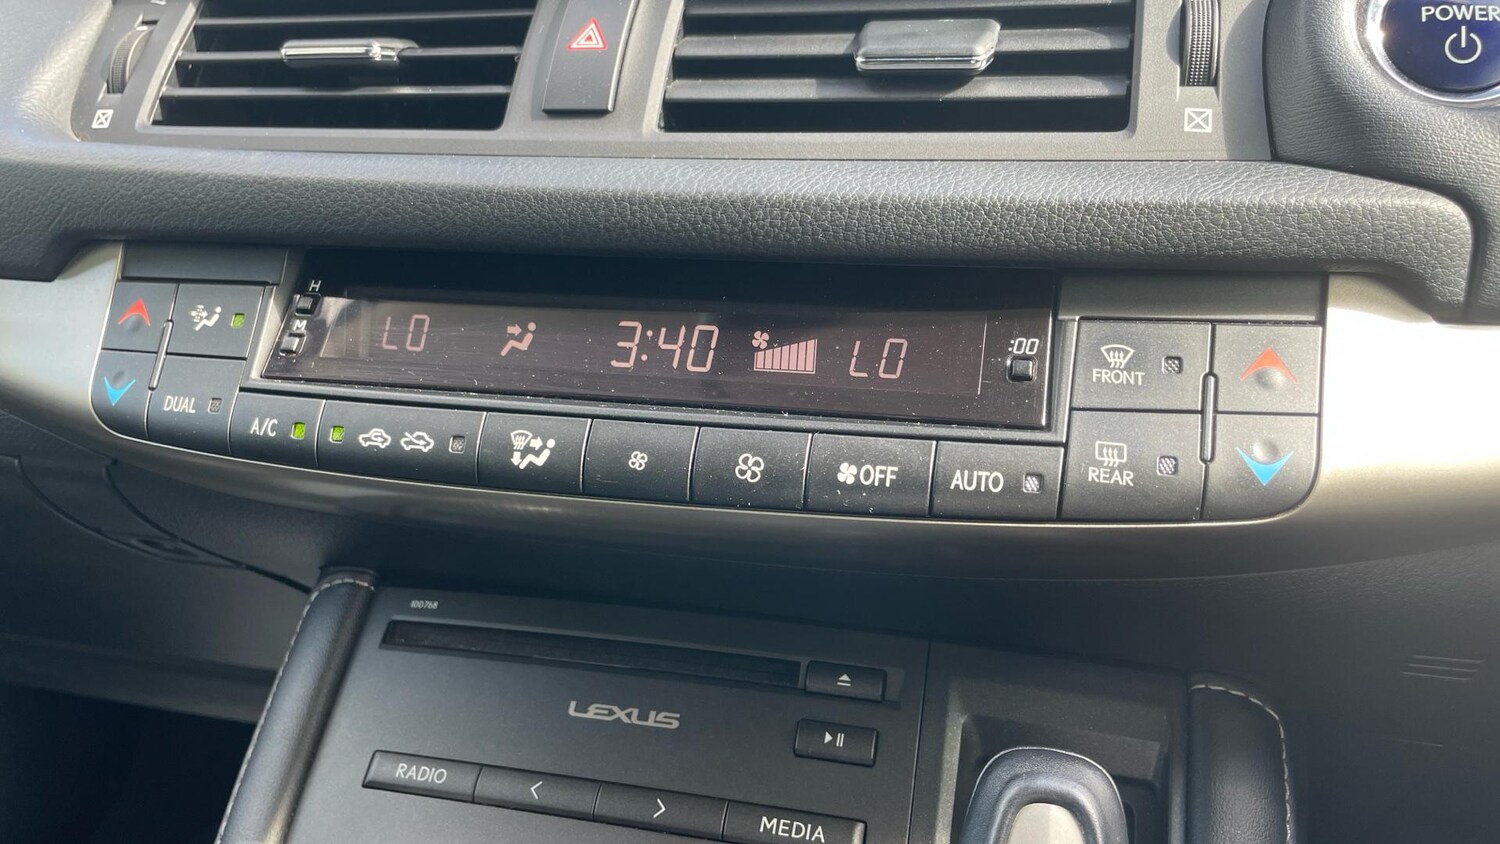 POWER
H
M
LO
3:40
LO
:00
FRONT
DUAL
A/C
OFF
AUTO
REAR
100768
LEXUS
RADIO
MEDIA